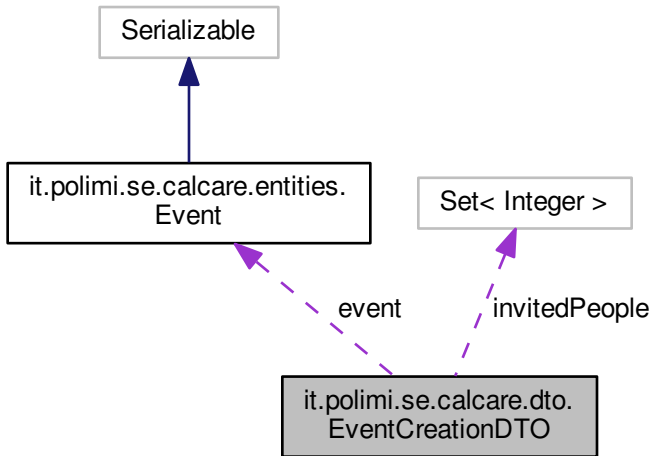 Serializable
it.polimi.se.calcare.entities.
Event
Set< Integer >
event
invitedPeople
it.polimi.se.calcare.dto.
EventCreationDTO